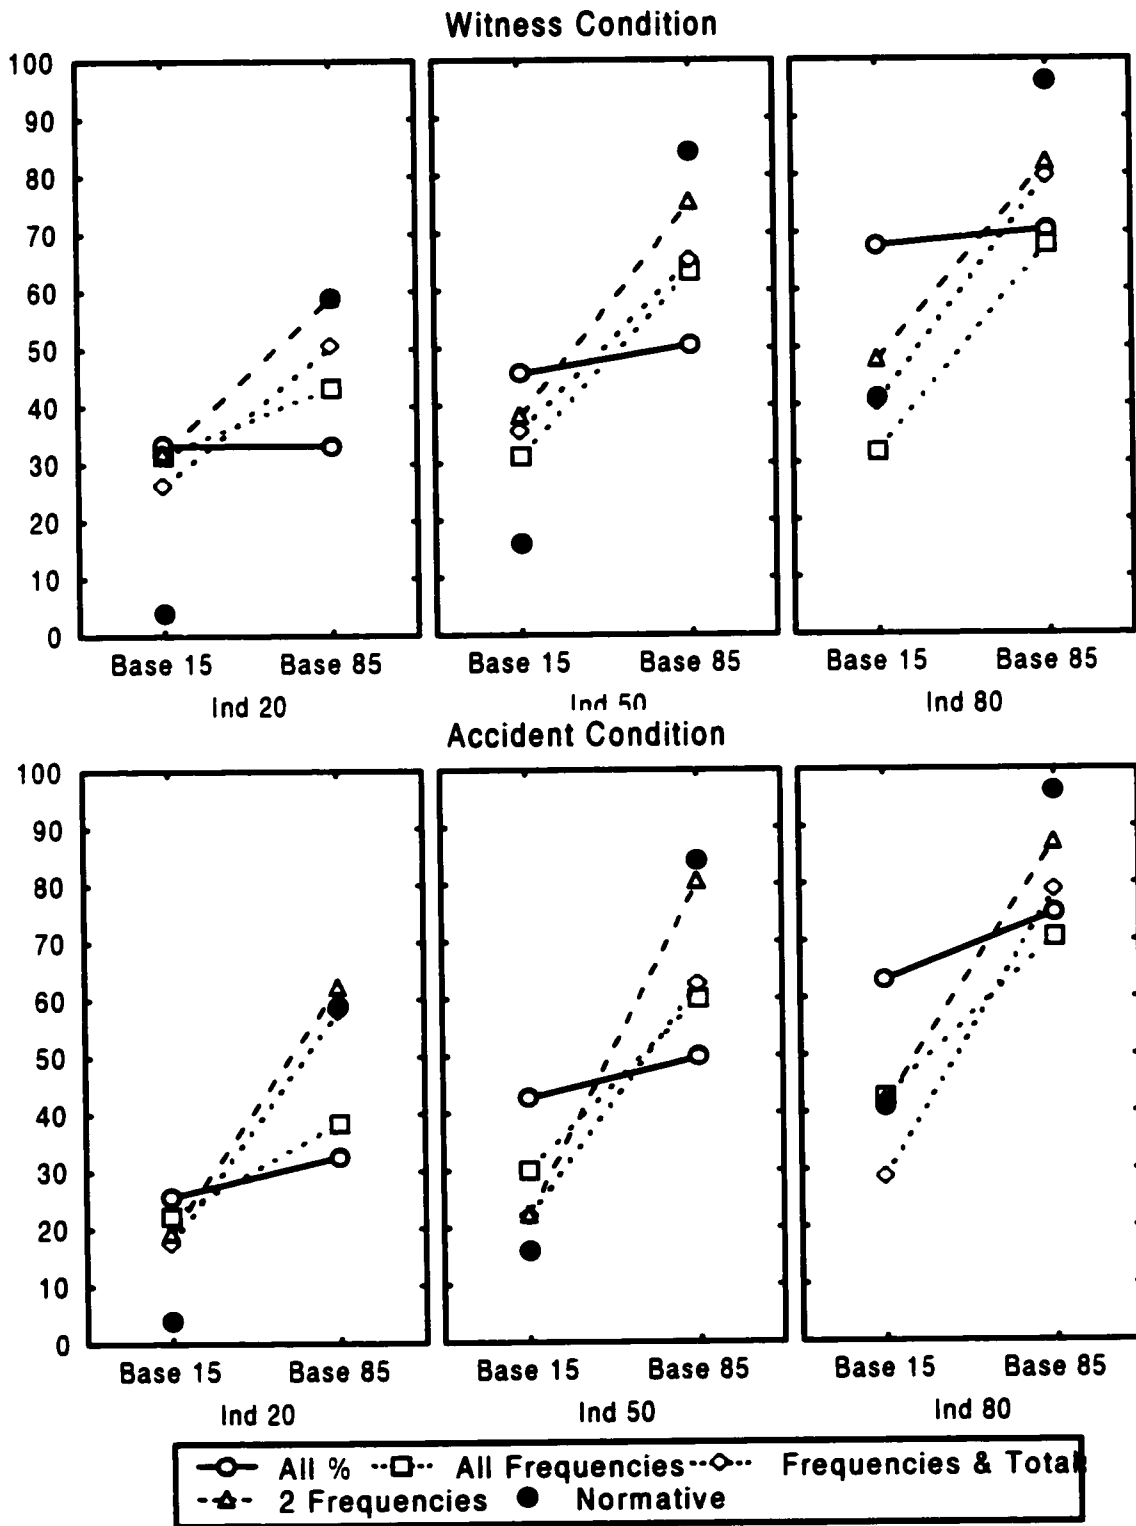 Witness Condition
100
90
80
70
60
50
40
30
20
10
0
Base 15 Base 85 Base 15 Base 85 Base 15 Base 85
Ind 20 Ind 50 Ind 80
Accident Condition
100
90
80
70
60
50
40
30
20
10
0
Base 15 Base 85 Base 15 Base 85 Base 15 Base 85
Ind 20 Ind 50 Ind 80
All % All Frequencies Frequencies & Total
2 Frequencies Normative